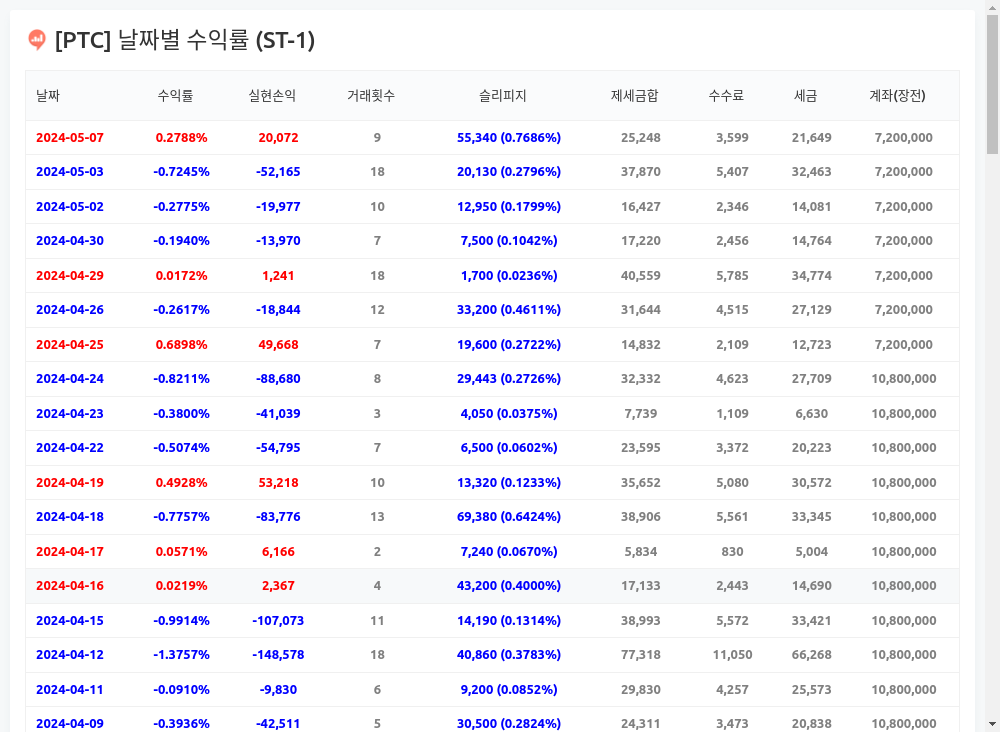 [PTC] 날짜별 수익률 (ST-1)
날짜 수익률 실현손익 거래횟수 슬리피지 제세금합 수수료 세금 계좌(장전)
2024-05-07 0.2788% 20,072 9 55,340 (0.7686%) 25,248 3,599 21,649 7,200,000
2024-05-03 -0.7245% -52,165 18 20,130 (0.2796%) 37,870 5,407 32,463 7,200,000
2024-05-02 -0.2775% -19,977 10 12,950 (0.1799%) 16,427 2,346 14,081 7,200,000
2024-04-30 -0.1940% -13,970 7 7,500 (0.1042%) 17,220 2,456 14,764 7,200,000
2024-04-29 0.0172% 1,241 18 1,700 (0.0236%) 40,559 5,785 34,774 7,200,000
2024-04-26 -0.2617% -18,844 12 33,200 (0.4611%) 31,644 4,515 27,129 7,200,000
2024-04-25 0.6898% 49,668 7 19,600 (0.2722%) 14,832 2,109 12,723 7,200,000
2024-04-24 -0.8211% -88,680 8 29,443 (0.2726%) 32,332 4,623 27,709 10,800,000
2024-04-23 -0.3800% -41,039 3 4,050 (0.0375%) 7,739 1,109 6,630 10,800,000
2024-04-22 -0.5074% -54,795 7 6,500 (0.0602%) 23,595 3,372 20,223 10,800,000
2024-04-19 0.4928% 53,218 10 13,320 (0.1233%) 35,652 5,080 30,572 10,800,000
2024-04-18 -0.7757% -83,776 13 69,380 (0.6424%) 38,906 5,561 33,345 10,800,000
2024-04-17 0.0571% 6,166 2 7,240 (0.0670%) 5,834 830 5,004 10,800,000
2024-04-16 0.0219% 2,367 4 43,200 (0.4000%) 17,133 2,443 14,690 10,800,000
2024-04-15 -0.9914% -107,073 11 14,190 (0.1314%) 38,993 5,572 33,421 10,800,000
2024-04-12 -1.3757% -148,578 18 40,860 (0.3783%) 77,318 11,050 66,268 10,800,000
2024-04-11 -0.0910% -9,830 6 9,200 (0.0852%) 29,830 4,257 25,573 10,800,000
2024-04-09 -0.3936% -42,511 5 30,500 (0.2824%) 24,311 3,473 20,838 10,800,000